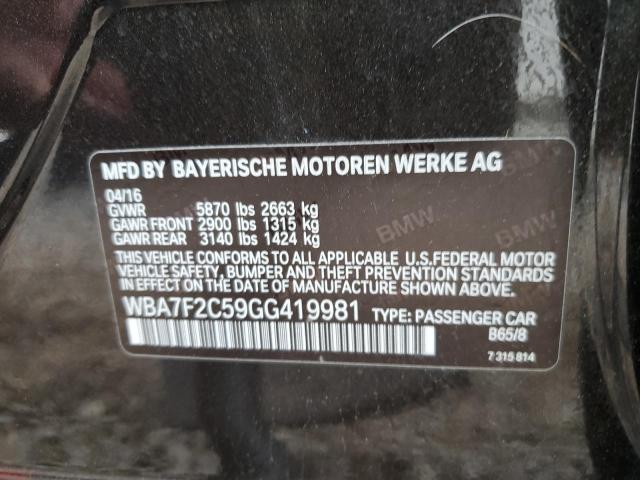 MFD BY BAYERISCHE MOTOREN WERKE AG
04/16
GVWR 5870 lbs 2663 kg
GAWR FRONT 2900 lbs 1315 kg
GAWR REAR 3140 lbs 1424 kg
THIS VEHICLE CONFORMS TO ALL APPLICABLE U.S.FEDERAL MOTOR
VEHICLE SAFETY, BUMPER, AND THEFT PREVENTION STANDARDS
IN EFFECT ON THE DATE OF MANUFACTURE SHOWN ABOVE.
WBA7F2C59GG419981 TYPE: PASSENGER CAR
B65/8
7 315 814
BMW
BMW
BMW